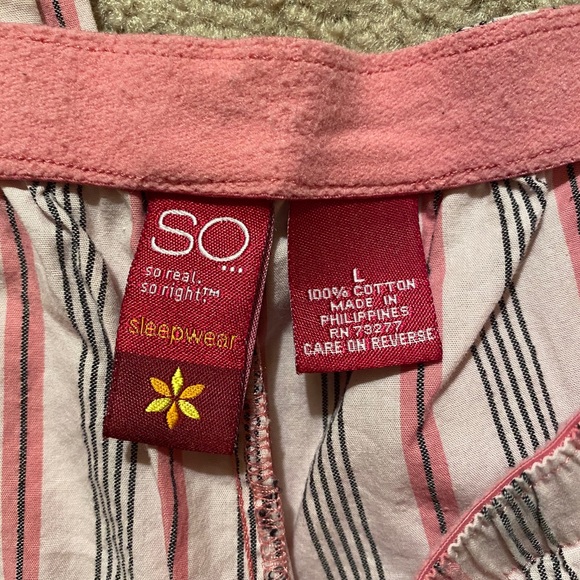 SO...
so real.
so right!™
sleepwear
L
100% COTTON
MADE IN
PHILIPPINES
RN 73277
CARE ON REVERSE